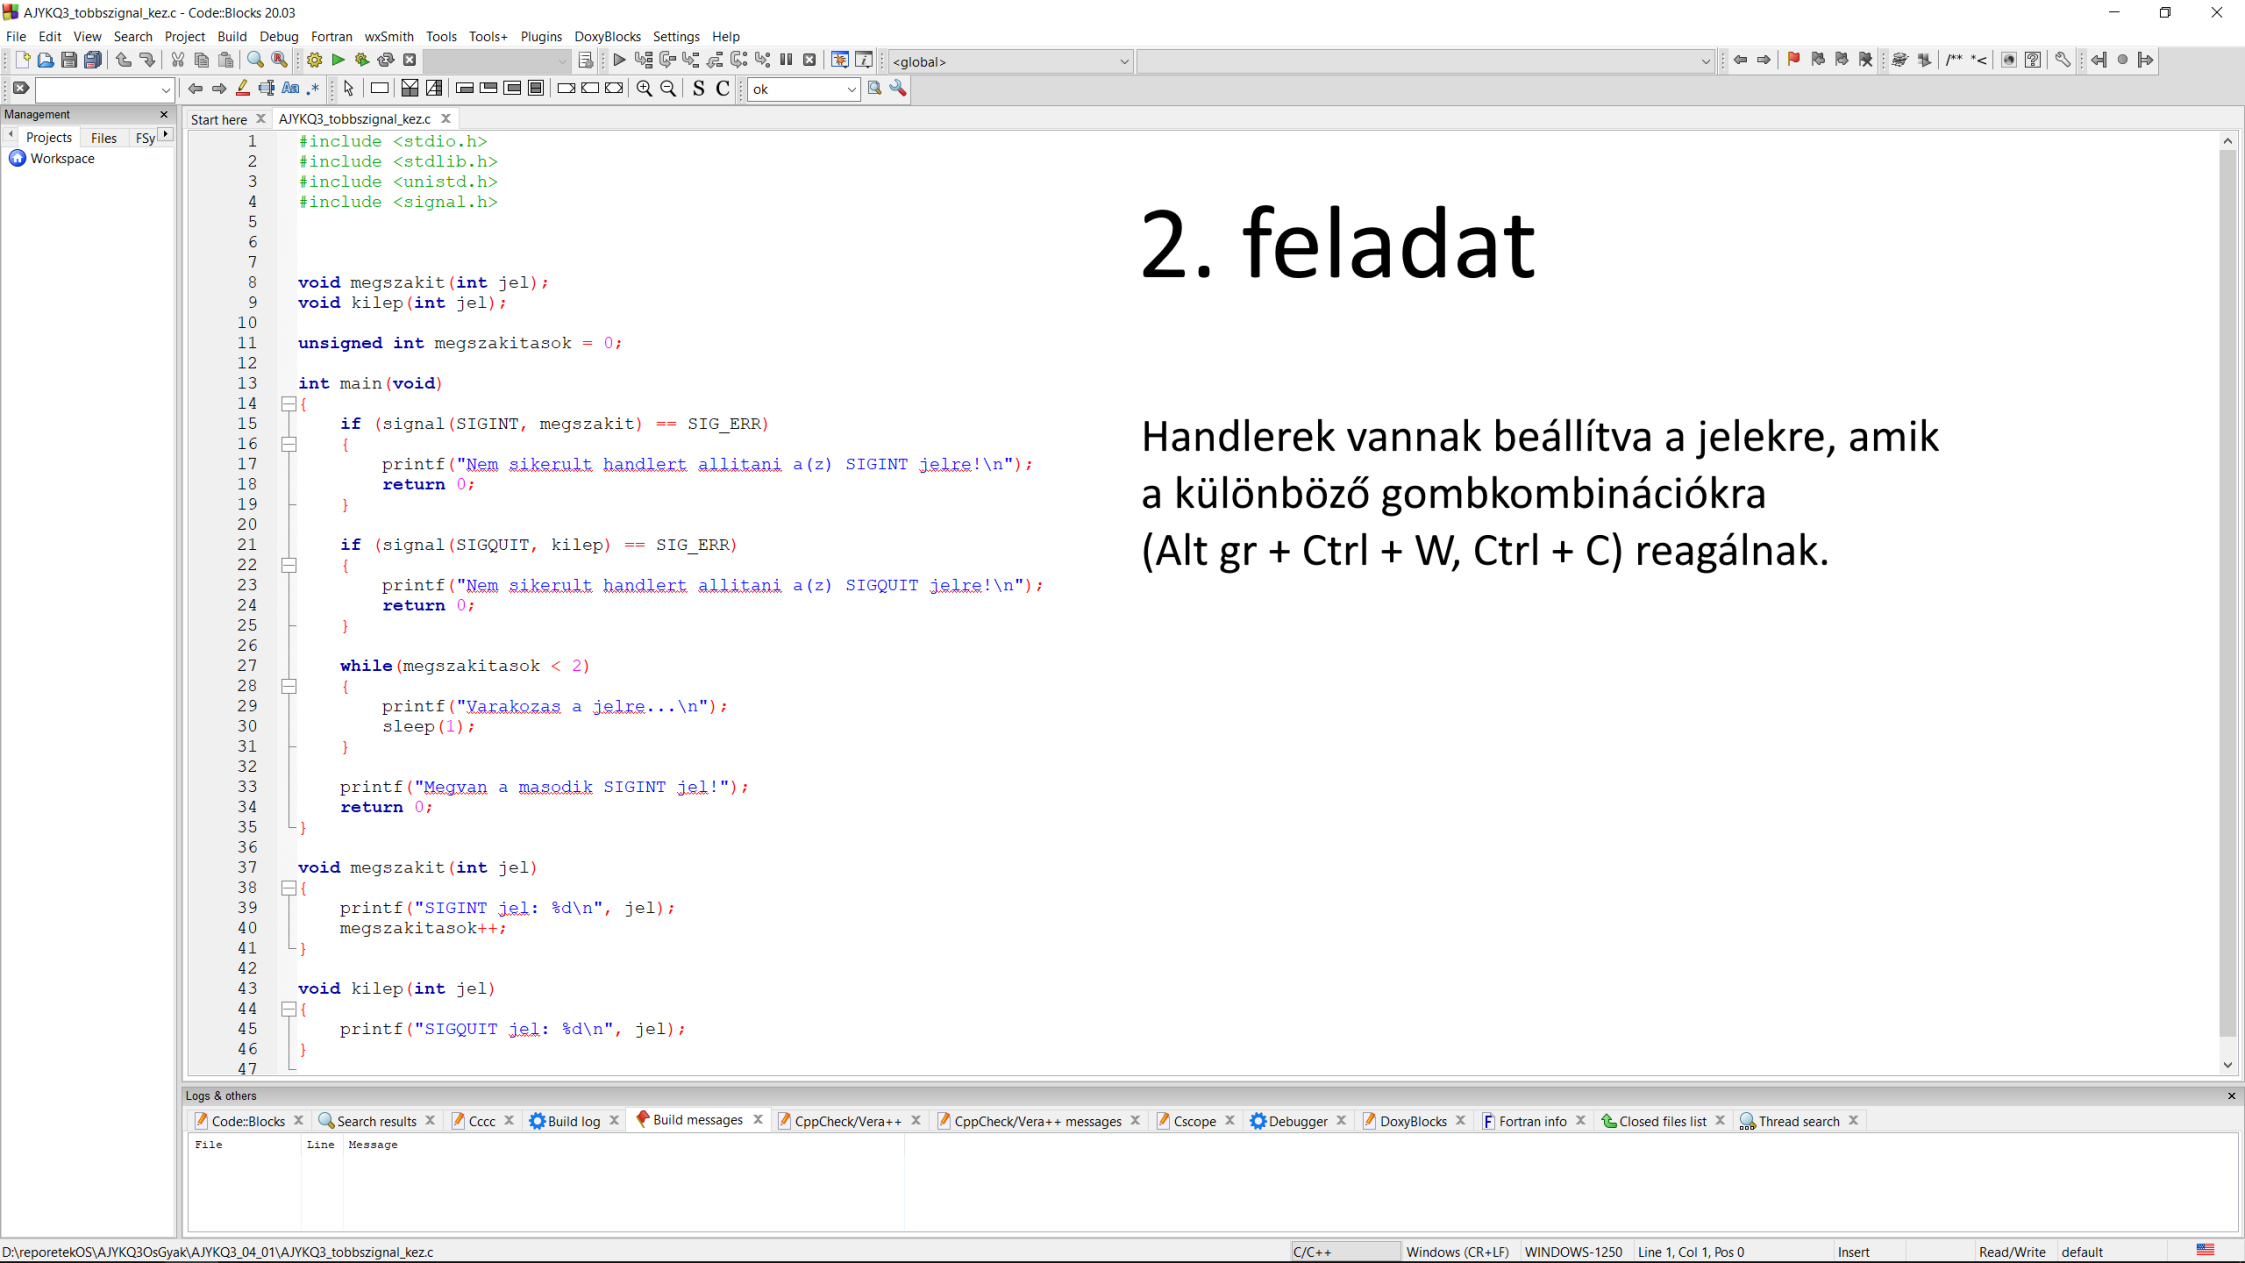 AJYKQ3_tobbszignal_kez.c - Code::Blocks 20.03
File Edit View Search Project Build Debug Fortran wxSmith Tools Tools+ Plugins DoxyBlocks Settings Help
<global>
/** *<
Aa .* S C ok
Management
Projects Files FSy
Workspace
Start here AJYKQ3_tobbszignal_kez.c
1 #include <stdio.h>
2 #include <stdlib.h>
3 #include <unistd.h>
4 #include <signal.h>
5
6
7
8 void megszakit(int jel);
9 void kilep(int jel);
10
11 unsigned int megszakitasok = 0;
12
13 int main(void)
14 {
15 if (signal(SIGINT, megszakit) == SIG_ERR)
16 {
17 printf("Nem sikerult handlert allitani a(z) SIGINT jelre!\n");
18 return 0;
19 }
20
21 if (signal(SIGQUIT, kilep) == SIG_ERR)
22 {
23 printf("Nem sikerult handlert allitani a(z) SIGQUIT jelre!\n");
24 return 0;
25 }
26
27 while(megszakitasok < 2)
28 {
29 printf("Varakozas a jelre...\n");
30 sleep(1);
31 }
32
33 printf("Megvan a masodik SIGINT jel!");
34 return 0;
35 }
36
37 void megszakit(int jel)
38 {
39 printf("SIGINT jel: %d\n", jel);
40 megszakitasok++;
41 }
42
43 void kilep(int jel)
44 {
45 printf("SIGQUIT jel: %d\n", jel);
46 }
47
2. feladat
Handlerek vannak beállítva a jelekre, amik
a különböző gombkombinációkra
(Alt gr + Ctrl + W, Ctrl + C) reagálnak.
Logs & others
Code::Blocks Search results Cccc Build log Build messages CppCheck/Vera++ CppCheck/Vera++ messages Cscope Debugger DoxyBlocks Fortran info Closed files list Thread search
File Line Message
D:\reporetekOS\AJYKQ3OsGyak\AJYKQ3_04_01\AJYKQ3_tobbszignal_kez.c C/C++ Windows (CR+LF) WINDOWS-1250 Line 1, Col 1, Pos 0 Insert Read/Write default